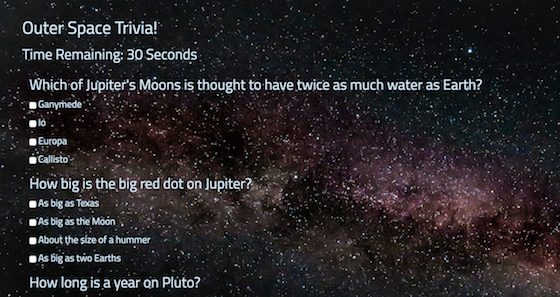 Outer Space Trivia!
Time Remaining: 30 Seconds
Which of Jupiter's Moons is thought to have twice as much water as Earth?
Ganymede
Io
Europa
Callisto
How big is the big red dot on Jupiter?
As big as Texas
As big as the Moon
About the size of a hummer
As big as two Earths
How long is a year on Pluto?